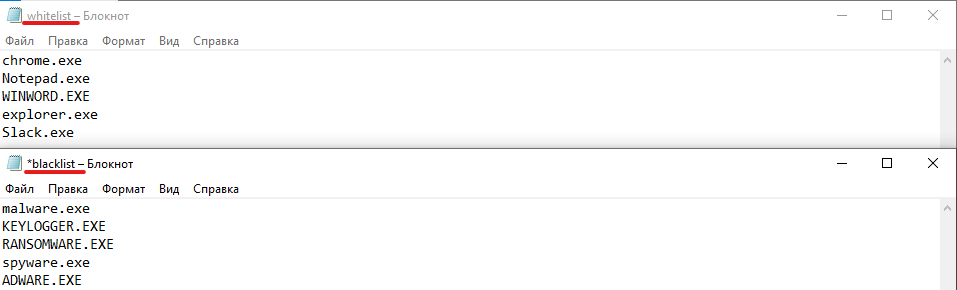 whitelist – Блокнот
Файл Правка Формат Вид Справка
chrome.exe
Notepad.exe
WINWORD.EXE
explorer.exe
Slack.exe
*blacklist – Блокнот
Файл Правка Формат Вид Справка
malware.exe
KEYLOGGER.EXE
RANSOMWARE.EXE
spyware.exe
ADWARE.EXE